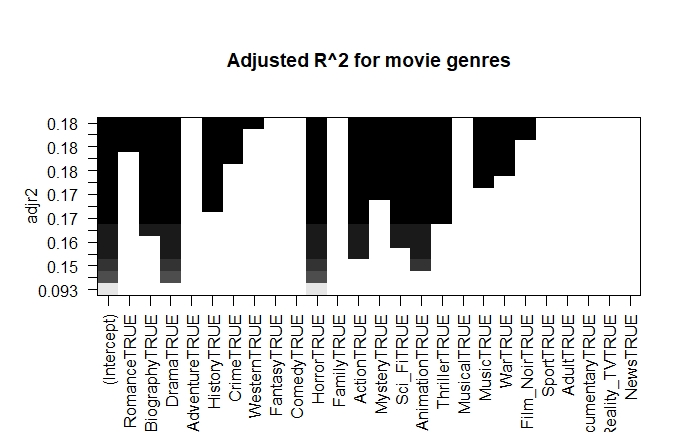 Adjusted R^2 for movie genres
adjr2
0.18
0.18
0.18
0.17
0.17
0.16
0.15
0.093
(Intercept)
RomanceTRUE
BiographyTRUE
DramaTRUE
AdventureTRUE
HistoryTRUE
CrimeTRUE
WesternTRUE
FantasyTRUE
ComedyTRUE
HorrorTRUE
FamilyTRUE
ActionTRUE
MysteryTRUE
Sci_FiTRUE
AnimationTRUE
ThrillerTRUE
MusicalTRUE
MusicTRUE
WarTRUE
Film_NoirTRUE
SportTRUE
AdultTRUE
cumentaryTRUE
Reality_TVTRUE
NewsTRUE